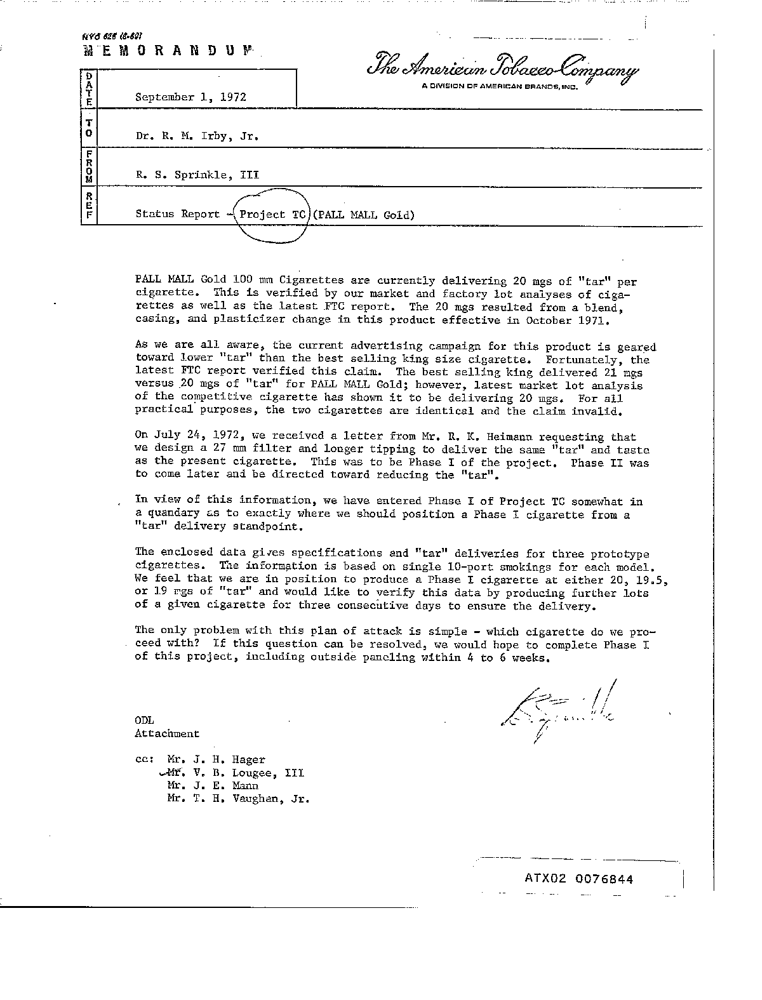 MEMORANDUM
The American Tobacco Company
A DIVISION OF AMERICAN BRANDS, INC.
DATE
September 1, 1972
TO
Dr. R. M. Irby, Jr.
FROM
R. S. Sprinkle, III
REF
Status Report - Project TC (PALL MALL Gold)
PALL MALL Gold 100 mm Cigarettes are currently delivering 20 mgs of "tar" per
cigarette. This is verified by our market and factory lot analyses of ciga-
rettes as well as the latest FTC report. The 20 mgs resulted from a blend,
casing, and plasticizer change in this product effective in October 1971.
As we are all aware, the current advertising campaign for this product is geared
toward lower "tar" than the best selling king size cigarette. Fortunately, the
latest FTC report verified this claim. The best selling king delivered 21 mgs
versus 20 mgs of "tar" for PALL MALL Gold; however, latest market lot analysis
of the competitive cigarette has shown it to be delivering 20 mgs. For all
practical purposes, the two cigarettes are identical and the claim invalid.
On July 24, 1972, we received a letter from Mr. R. K. Heimann requesting that
we design a 27 mm filter and longer tipping to deliver the same "tar" and taste
as the present cigarette. This was to be Phase I of the project. Phase II was
to come later and be directed toward reducing the "tar".
In view of this information, we have entered Phase I of Project TC somewhat in
a quandary as to exactly where we should position a Phase I cigarette from a
"tar" delivery standpoint.
The enclosed data gives specifications and "tar" deliveries for three prototype
cigarettes. The information is based on single 10-port smokings for each model.
We feel that we are in position to produce a Phase I cigarette at either 20, 19.5,
or 19 mgs of "tar" and would like to verify this data by producing further lots
of a given cigarette for three consecutive days to ensure the delivery.
The only problem with this plan of attack is simple - which cigarette do we pro-
ceed with? If this question can be resolved, we would hope to complete Phase I
of this project, including outside paneling within 4 to 6 weeks.
ODL
Attachment
cc: Mr. J. H. Hager
Mr. V. B. Lougee, III
Mr. J. E. Mann
Mr. T. H. Vaughan, Jr.
ATX02 0076844